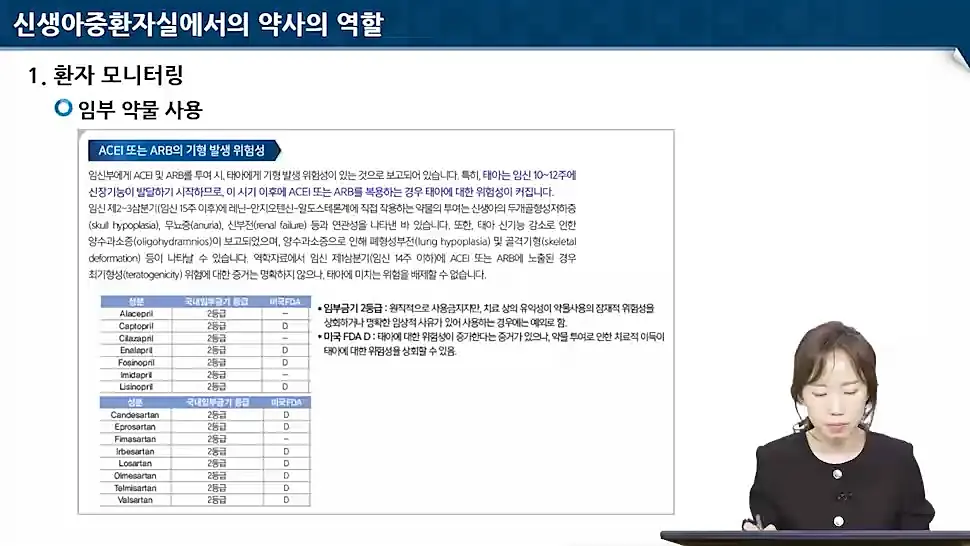 신생아중환자실에서의 약사의 역할
1. 환자 모니터링
임부 약물 사용
ACEI 또는 ARB의 기형 발생 위험성
임신부에게 ACEI 및 ARB를 투여 시, 태아에게 기형 발생 위험성이 있는 것으로 보고되어 있습니다. 특히, 태아는 임신 10~12주에
신장기능이 발달하기 시작하므로, 이 시기 이후에 ACEI 또는 ARB를 복용하는 경우 태아에 대한 위험성이 커집니다.
임신 제2~3삼분기(임신 15주 이후)에 레닌-안지오텐신-알도스테론계에 직접 작용하는 약물의 투여는 신생아의 두개골형성저하증
(skull hypoplasia), 무뇨증(anuria), 신부전(renal failure) 등과 연관성을 나타낸 바 있습니다. 또한, 태아 신기능 감소로 인한
양수과소증(oligohydramnios)이 보고되었으며, 양수과소증으로 인해 폐형성부전(lung hypoplasia) 및 골격기형(skeletal
deformation) 등이 나타날 수 있습니다. 역학자료에서 임신 제1삼분기(임신 14주 이하)에 ACEI 또는 ARB에 노출된 경우
최기형성(teratogenicity) 위험에 대한 증거는 명확하지 않으나, 태아에 미치는 위험을 배제할 수 없습니다.
성분 국내임부금기 등급 미국FDA
Alacepril 2등급 –
Captopril 2등급 D
Cilazapril 2등급 –
Enalapril 2등급 D
Fosinopril 2등급 D
Imidapril 2등급 –
Lisinopril 2등급 D
성분 국내임부금기 등급 미국FDA
Candesartan 2등급 D
Eprosartan 2등급 D
Fimasartan 2등급 –
Irbesartan 2등급 D
Losartan 2등급 D
Olmesartan 2등급 D
Telmisartan 2등급 D
Valsartan 2등급 D
• 임부금기 2등급 : 원칙적으로 사용금지지만, 치료 상의 유익성이 약물사용의 잠재적 위험성을
상회하거나 명확한 임상적 사유가 있어 사용하는 경우에는 예외로 함.
• 미국 FDA D : 태아에 대한 위험성이 증가한다는 증거가 있으나, 약물 투여로 인한 치료적 이득이
태아에 대한 위험성을 상회할 수 있음.